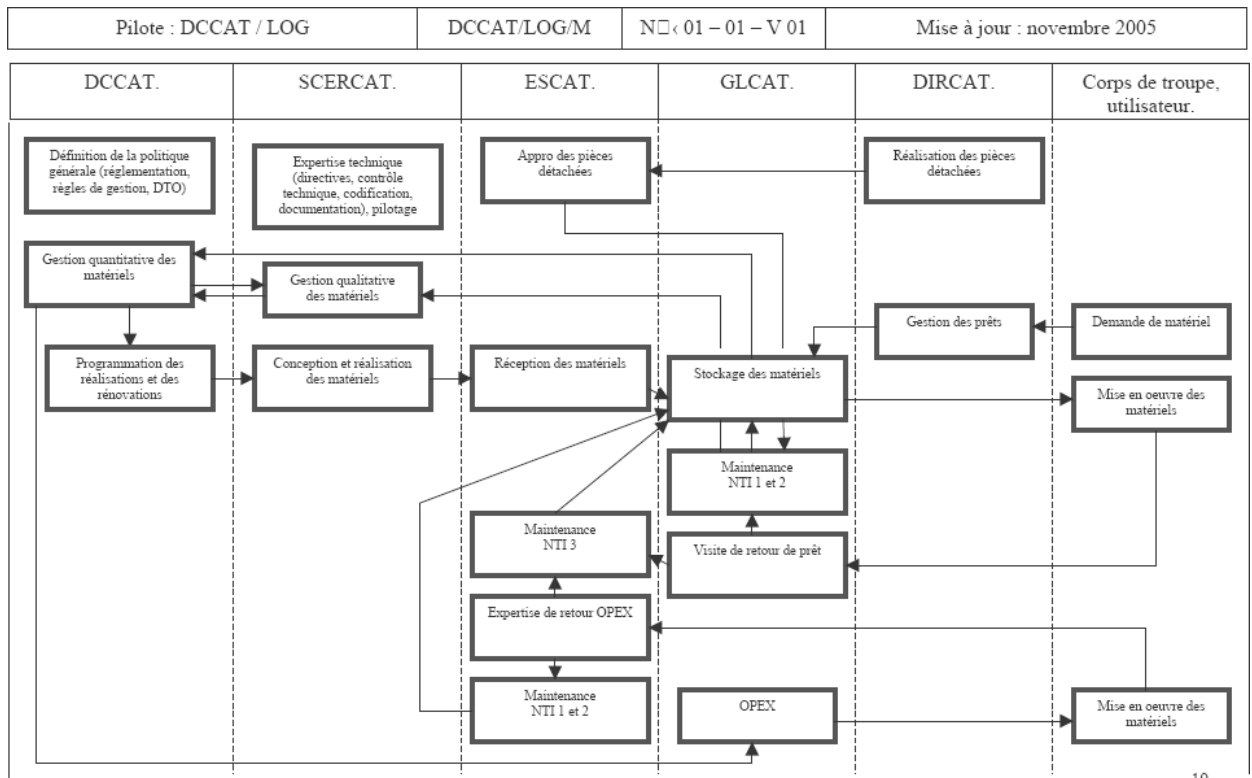 Pilote : DCCAT / LOG
DCCAT/LOG/M
N□‹ 01 – 01 – V 01
Mise à jour : novembre 2005
DCCAT.
SCERCAT.
ESCAT.
GLCAT.
DIRCAT.
Corps de troupe,
utilisateur.
Définition de la politique
générale (réglementation,
règles de gestion, DTO)
Expertise technique
(directives, contrôle
technique, codification,
documentation), pilotage
Appro des pièces
détachées
Réalisation des pièces
détachées
Gestion quantitative des
matériels
Gestion qualitative
des matériels
Gestion des prêts
Demande de matériel
Programmation des
réalisations et des
rénovations
Conception et réalisation
des matériels
Réception des matériels
Stockage des matériels
Mise en oeuvre des
matériels
Maintenance
NTI 1 et 2
Maintenance
NTI 3
Visite de retour de prêt
Expertise de retour OPEX
Maintenance
NTI 1 et 2
OPEX
Mise en oeuvre des
matériels